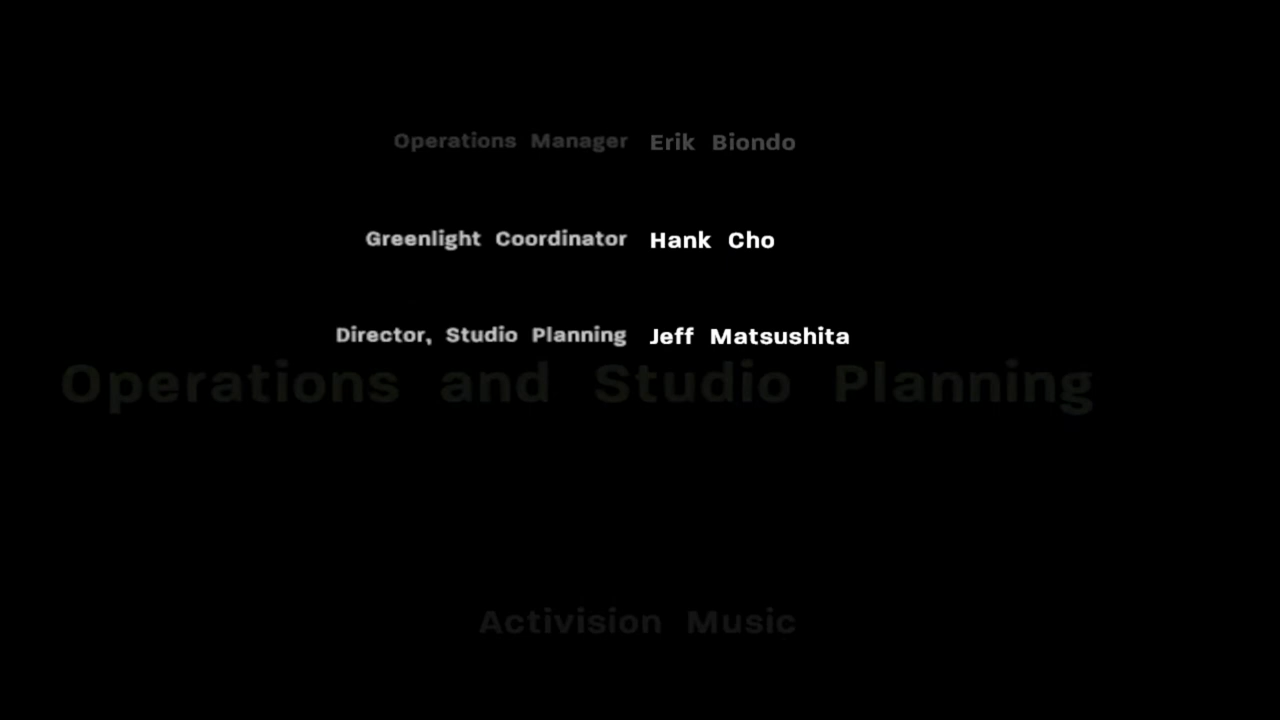 Operations Manager Erik Biondo
Greenlight Coordinator Hank Cho
Director, Studio Planning Jeff Matsushita
Operations and Studio Planning
Activision Music